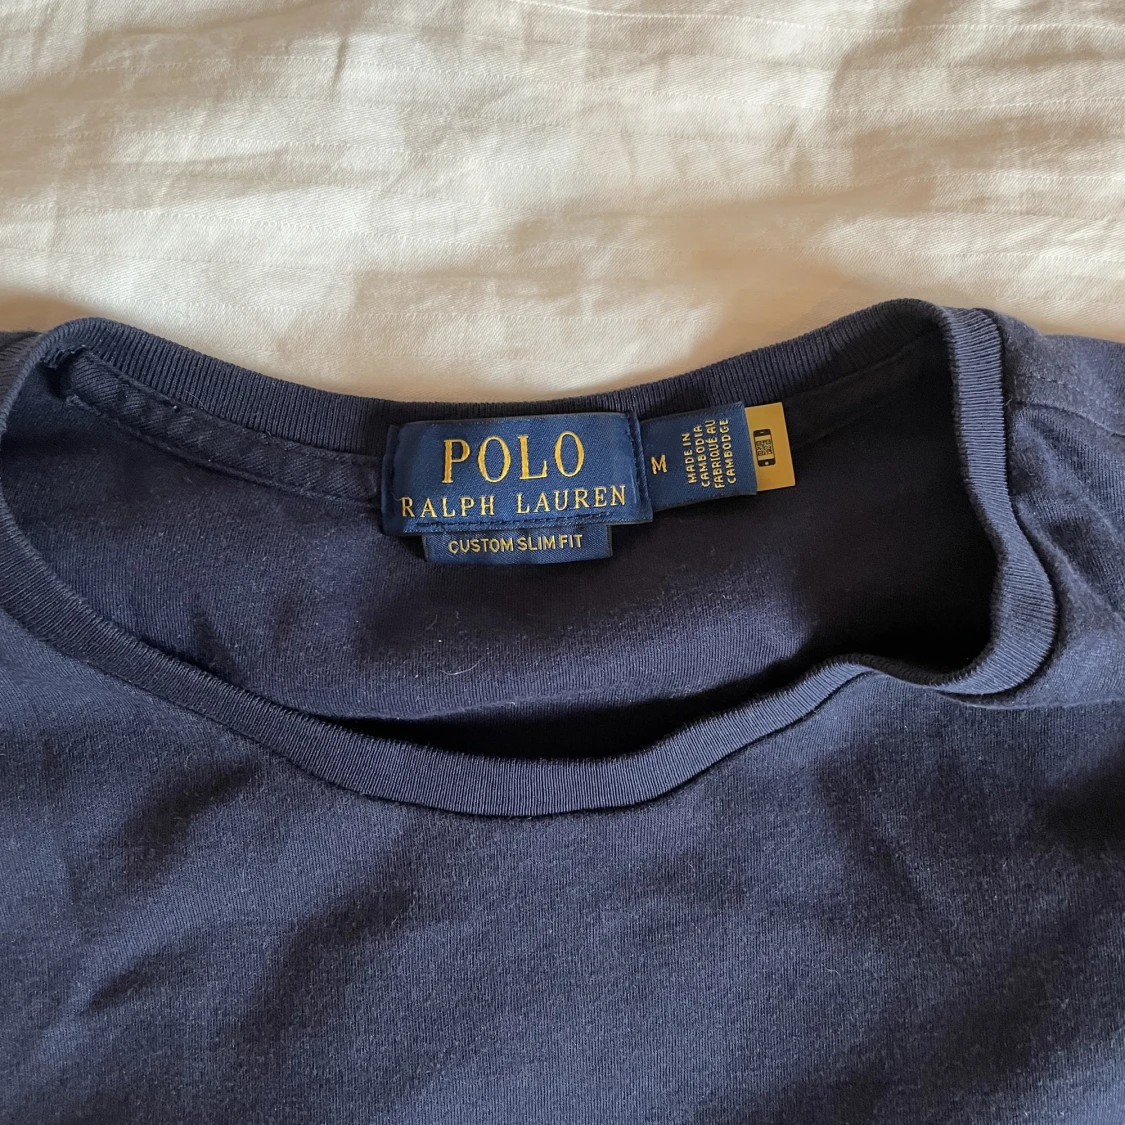 POLO
RALPH LAUREN
CUSTOM SLIM FIT
M
MADE IN
CAMBODIA
FABRIQUÉ AU
CAMBODGE